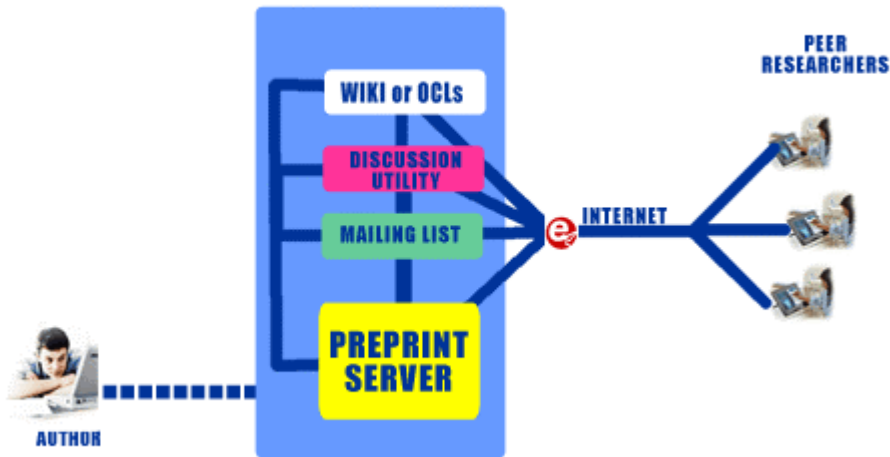 PEER
RESEARCHERS
WIKI or OCLs
DISCUSSION
UTILITY
MAILING LIST
e
INTERNET
PREPRINT
SERVER
AUTHOR